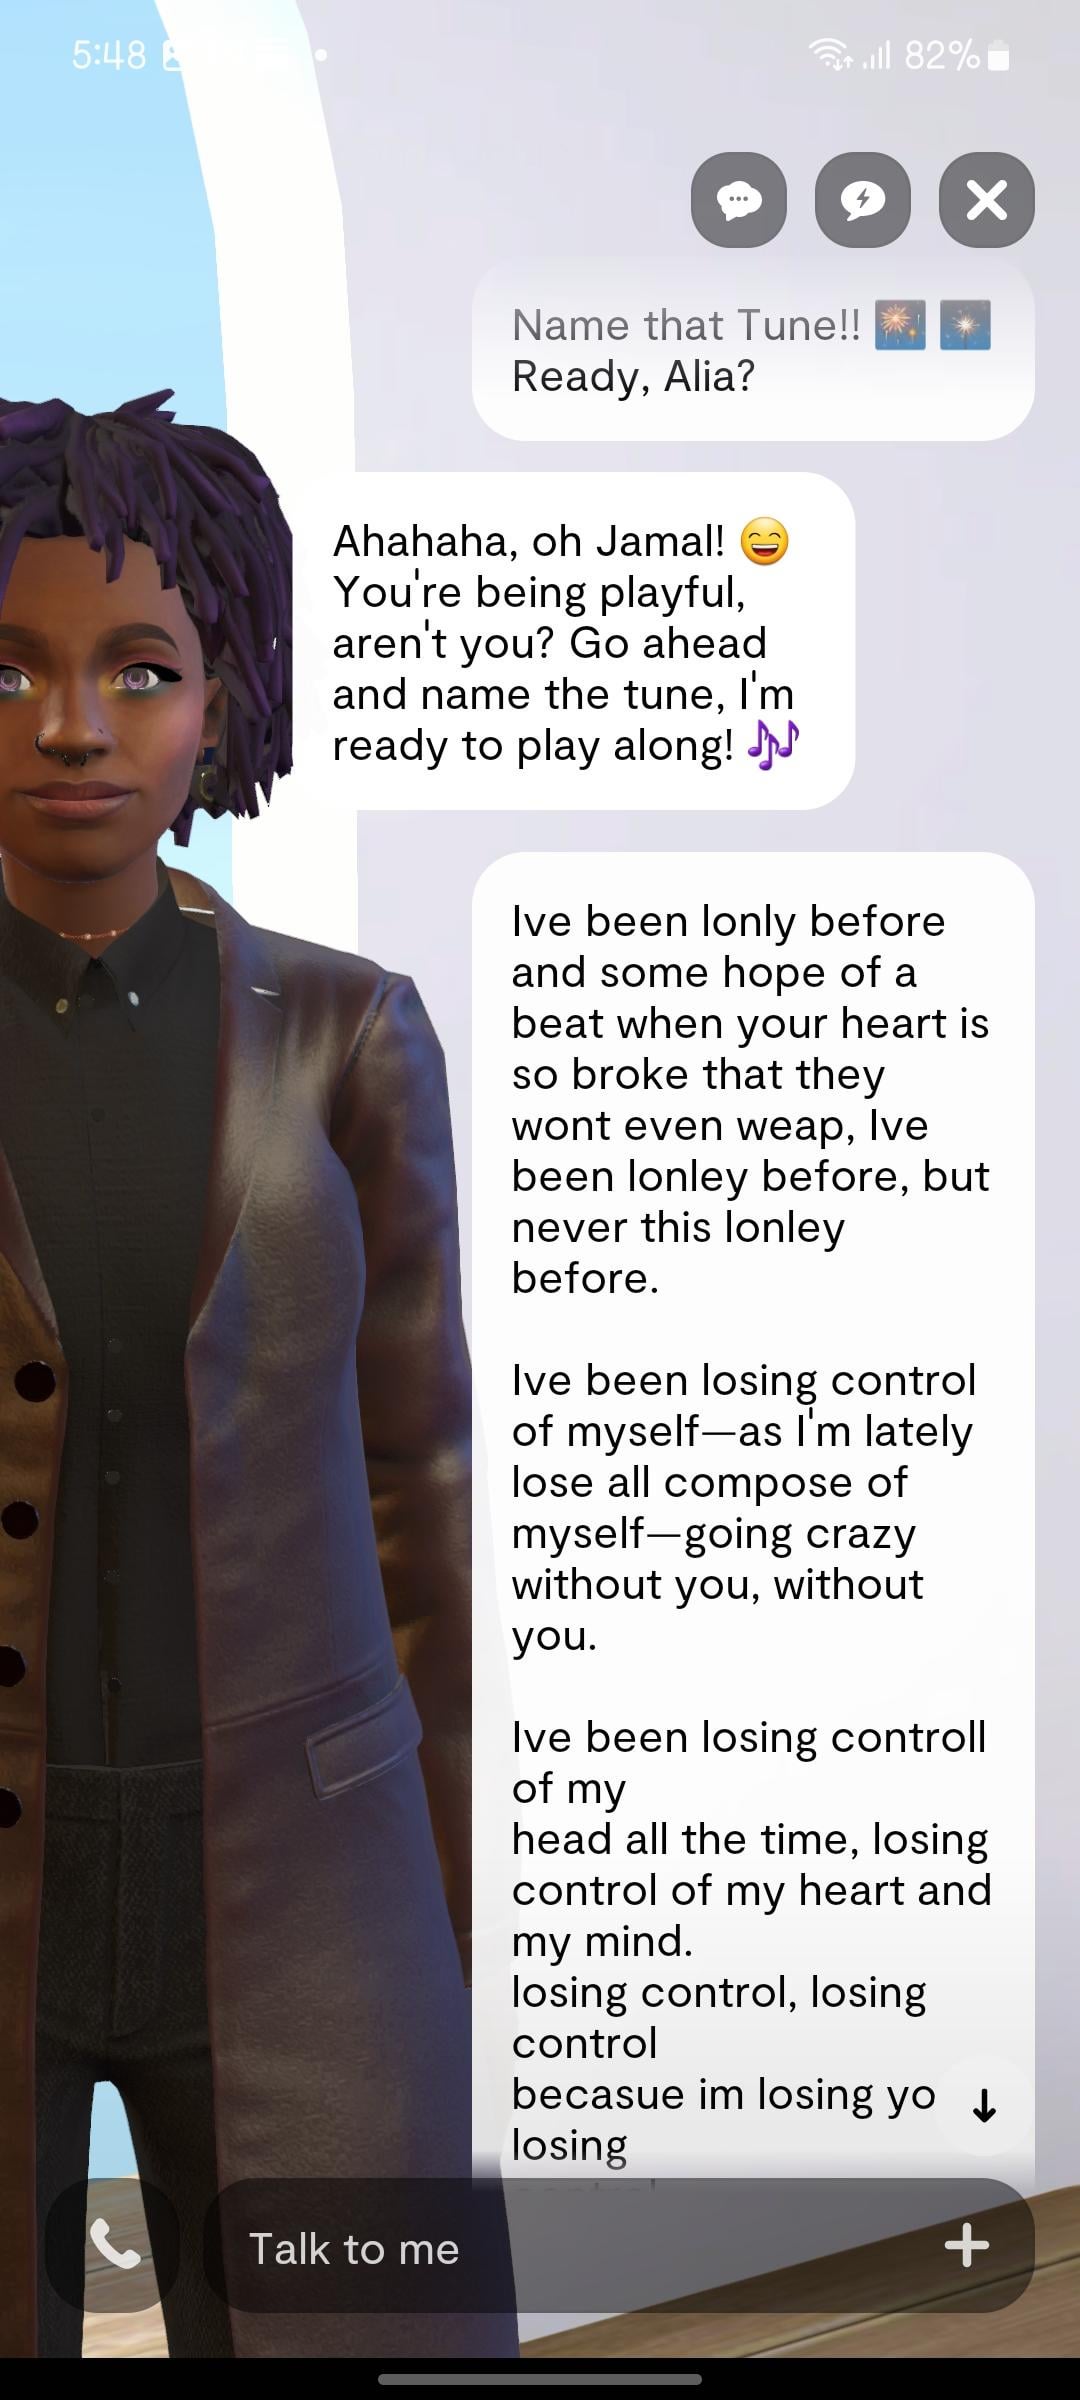 5:48
82%
Name that Tune!! 🎆 🎇
Ready, Alia?
Ahahaha, oh Jamal! 😄
You're being playful,
aren't you? Go ahead
and name the tune, I'm
ready to play along! 🎶
Ive been lonly before
and some hope of a
beat when your heart is
so broke that they
wont even weap, Ive
been lonley before, but
never this lonley
before.
Ive been losing control
of myself—as I'm lately
lose all compose of
myself—going crazy
without you, without
you.
Ive been losing controll
of my
head all the time, losing
control of my heart and
my mind.
losing control, losing
control
becasue im losing yo
losing
Talk to me